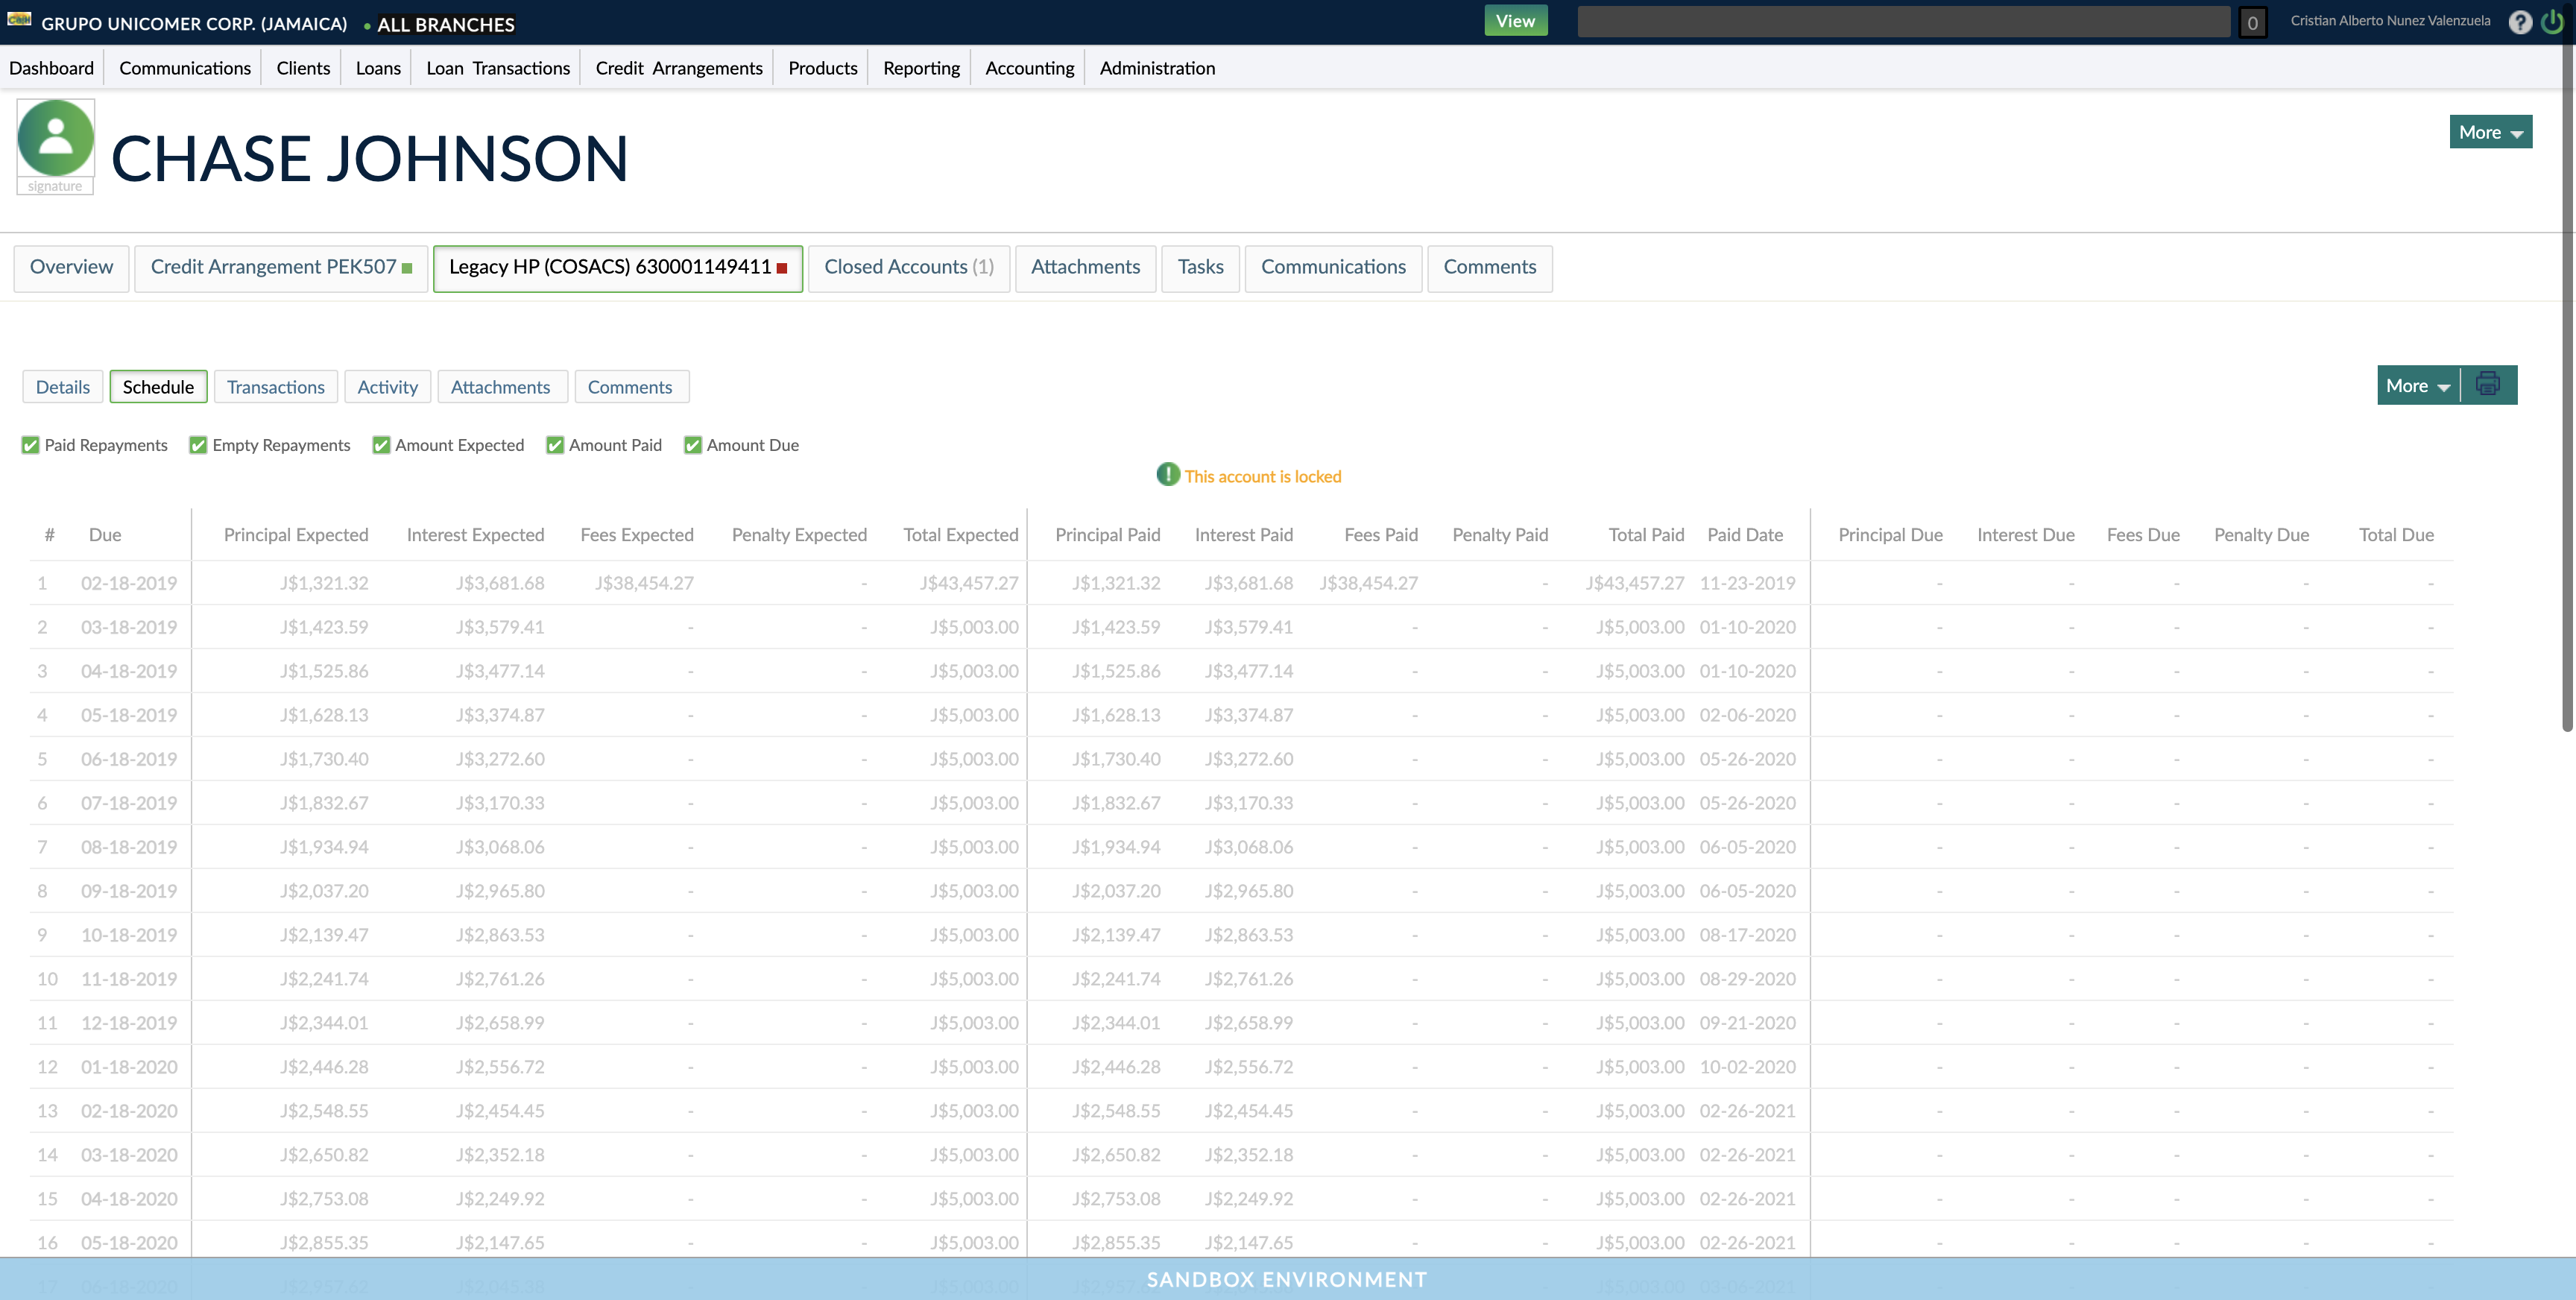 GRUPO UNICOMER CORP. (JAMAICA) • ALL BRANCHES View 0 Cristian Alberto Nunez Valenzuela ?
Dashboard Communications Clients Loans Loan Transactions Credit Arrangements Products Reporting Accounting Administration
signature
CHASE JOHNSON
More
Overview Credit Arrangement PEK507 Legacy HP (COSACS) 630001149411 Closed Accounts (1) Attachments Tasks Communications Comments
Details Schedule Transactions Activity Attachments Comments More
Paid Repayments Empty Repayments Amount Expected Amount Paid Amount Due
This account is locked
# Due Principal Expected Interest Expected Fees Expected Penalty Expected Total Expected Principal Paid Interest Paid Fees Paid Penalty Paid Total Paid Paid Date Principal Due Interest Due Fees Due Penalty Due Total Due
1 02-18-2019 J$1,321.32 J$3,681.68 J$38,454.27 - J$43,457.27 J$1,321.32 J$3,681.68 J$38,454.27 - J$43,457.27 11-23-2019 - - - - -
2 03-18-2019 J$1,423.59 J$3,579.41 - - J$5,003.00 J$1,423.59 J$3,579.41 - - J$5,003.00 01-10-2020 - - - - -
3 04-18-2019 J$1,525.86 J$3,477.14 - - J$5,003.00 J$1,525.86 J$3,477.14 - - J$5,003.00 01-10-2020 - - - - -
4 05-18-2019 J$1,628.13 J$3,374.87 - - J$5,003.00 J$1,628.13 J$3,374.87 - - J$5,003.00 02-06-2020 - - - - -
5 06-18-2019 J$1,730.40 J$3,272.60 - - J$5,003.00 J$1,730.40 J$3,272.60 - - J$5,003.00 05-26-2020 - - - - -
6 07-18-2019 J$1,832.67 J$3,170.33 - - J$5,003.00 J$1,832.67 J$3,170.33 - - J$5,003.00 05-26-2020 - - - - -
7 08-18-2019 J$1,934.94 J$3,068.06 - - J$5,003.00 J$1,934.94 J$3,068.06 - - J$5,003.00 06-05-2020 - - - - -
8 09-18-2019 J$2,037.20 J$2,965.80 - - J$5,003.00 J$2,037.20 J$2,965.80 - - J$5,003.00 06-05-2020 - - - - -
9 10-18-2019 J$2,139.47 J$2,863.53 - - J$5,003.00 J$2,139.47 J$2,863.53 - - J$5,003.00 08-17-2020 - - - - -
10 11-18-2019 J$2,241.74 J$2,761.26 - - J$5,003.00 J$2,241.74 J$2,761.26 - - J$5,003.00 08-29-2020 - - - - -
11 12-18-2019 J$2,344.01 J$2,658.99 - - J$5,003.00 J$2,344.01 J$2,658.99 - - J$5,003.00 09-21-2020 - - - - -
12 01-18-2020 J$2,446.28 J$2,556.72 - - J$5,003.00 J$2,446.28 J$2,556.72 - - J$5,003.00 10-02-2020 - - - - -
13 02-18-2020 J$2,548.55 J$2,454.45 - - J$5,003.00 J$2,548.55 J$2,454.45 - - J$5,003.00 02-26-2021 - - - - -
14 03-18-2020 J$2,650.82 J$2,352.18 - - J$5,003.00 J$2,650.82 J$2,352.18 - - J$5,003.00 02-26-2021 - - - - -
15 04-18-2020 J$2,753.08 J$2,249.92 - - J$5,003.00 J$2,753.08 J$2,249.92 - - J$5,003.00 02-26-2021 - - - - -
16 05-18-2020 J$2,855.35 J$2,147.65 - - J$5,003.00 J$2,855.35 J$2,147.65 - - J$5,003.00 02-26-2021 - - - - -
17 06-18-2020 J$2,957.62 J$2,045.38 J$5,003.00 J$5,003.00 03-06-2021
SANDBOX ENVIRONMENT